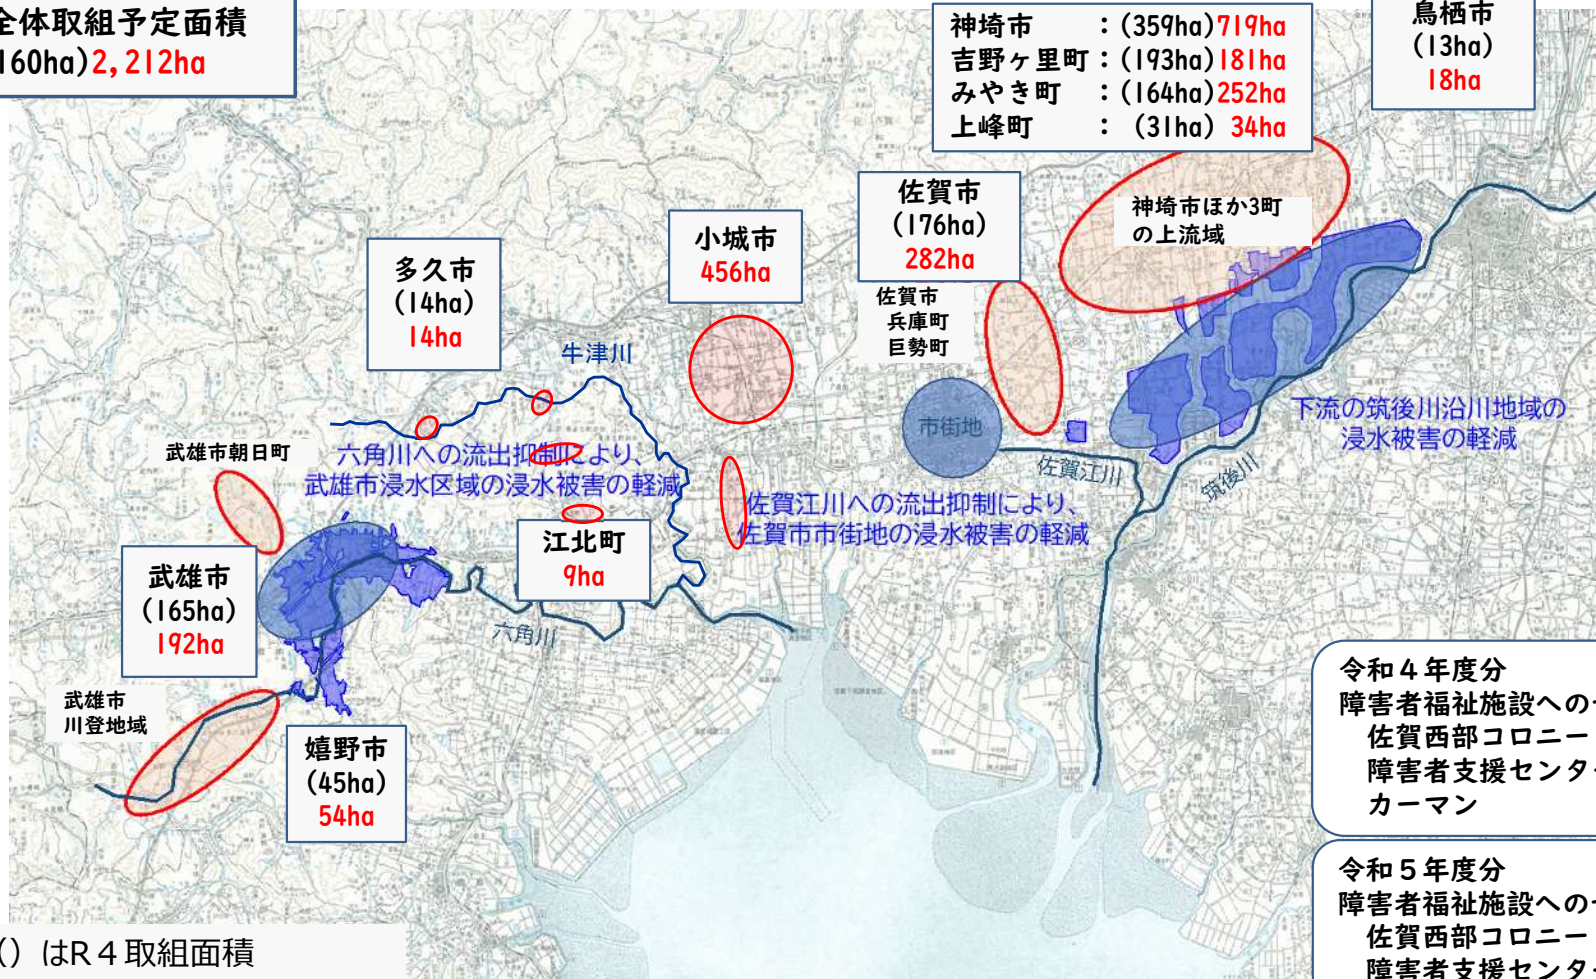 全体取組予定面積
160ha)2,212ha
神埼市　　：(359ha)719ha
吉野ヶ里町：(193ha)181ha
みやき町　：(164ha)252ha
上峰町　　： (31ha) 34ha
鳥栖市
(13ha)
18ha
佐賀市
(176ha)
282ha
神埼市ほか3町
の上流域
小城市
456ha
多久市
(14ha)
14ha
佐賀市
兵庫町
巨勢町
牛津川
市街地
下流の筑後川沿川地域の
浸水被害の軽減
武雄市朝日町
六角川への流出抑制により、
武雄市浸水区域の浸水被害の軽減
佐賀江川
筑後川
佐賀江川への流出抑制により、
佐賀市市街地の浸水被害の軽減
江北町
9ha
武雄市
(165ha)
192ha
六角川
武雄市
川登地域
嬉野市
(45ha)
54ha
令和４年度分
障害者福祉施設への
佐賀西部コロニー
障害者支援センター
カーマン
令和５年度分
障害者福祉施設への
佐賀西部コロニー
障害者支援センター
() はR４取組面積